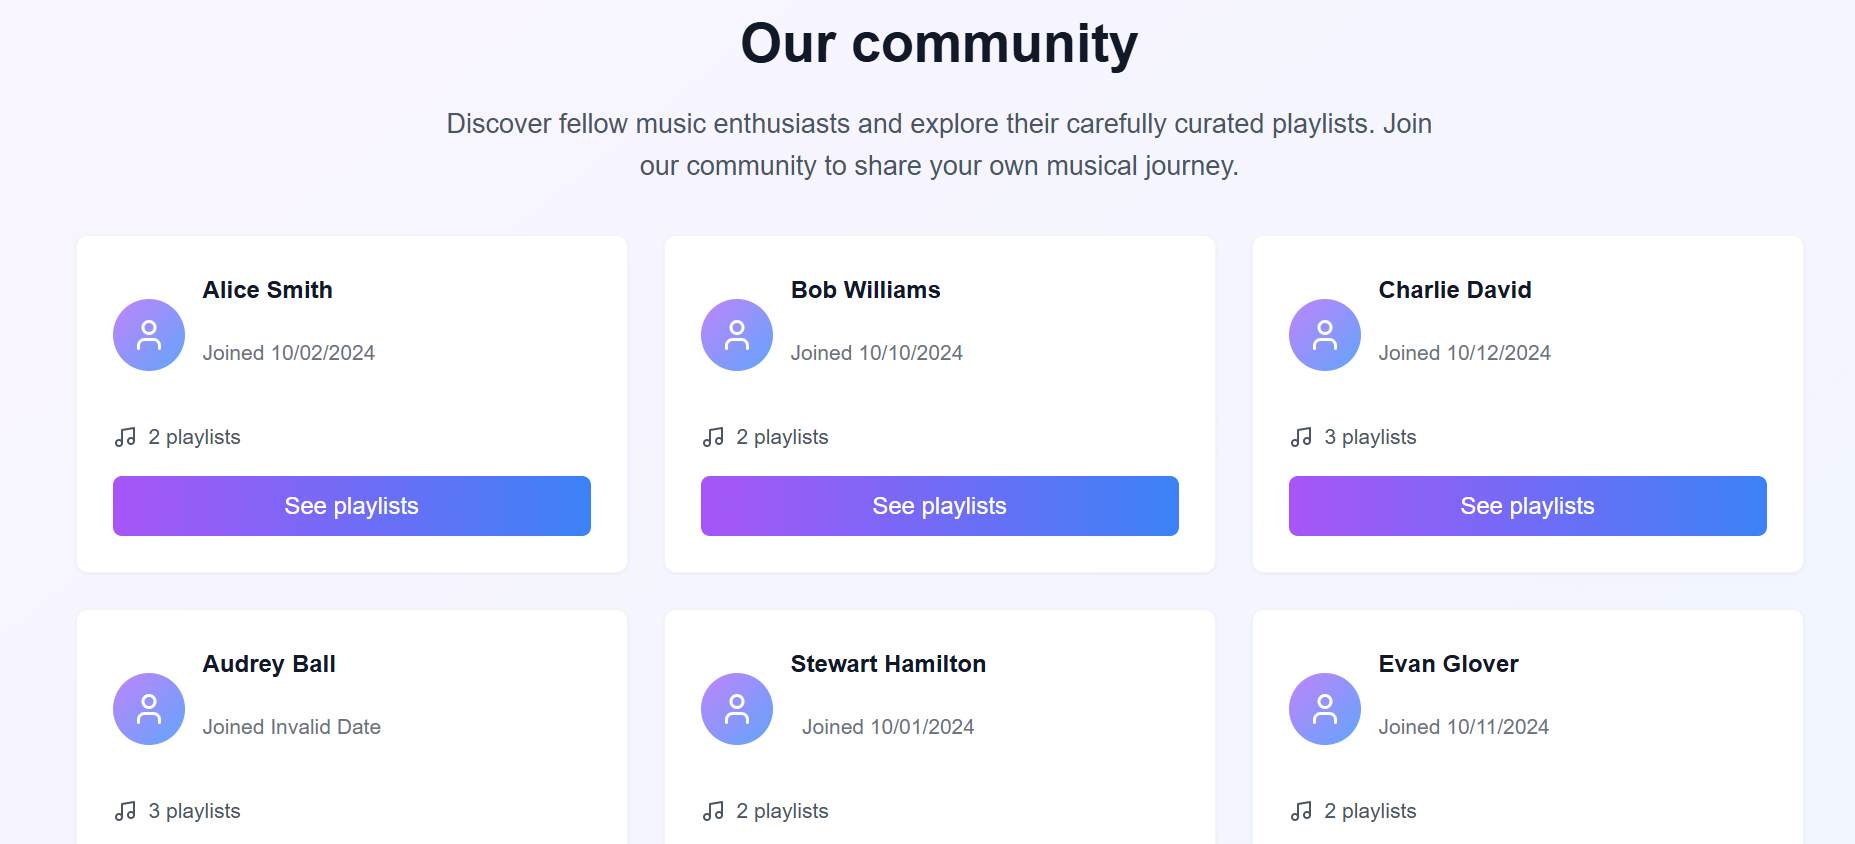 Our community
Discover fellow music enthusiasts and explore their carefully curated playlists. Join
our community to share your own musical journey.
Alice Smith
Joined 10/02/2024
2 playlists
See playlists
Bob Williams
Joined 10/10/2024
2 playlists
See playlists
Charlie David
Joined 10/12/2024
3 playlists
See playlists
Audrey Ball
Joined Invalid Date
3 playlists
Stewart Hamilton
Joined 10/01/2024
2 playlists
Evan Glover
Joined 10/11/2024
2 playlists